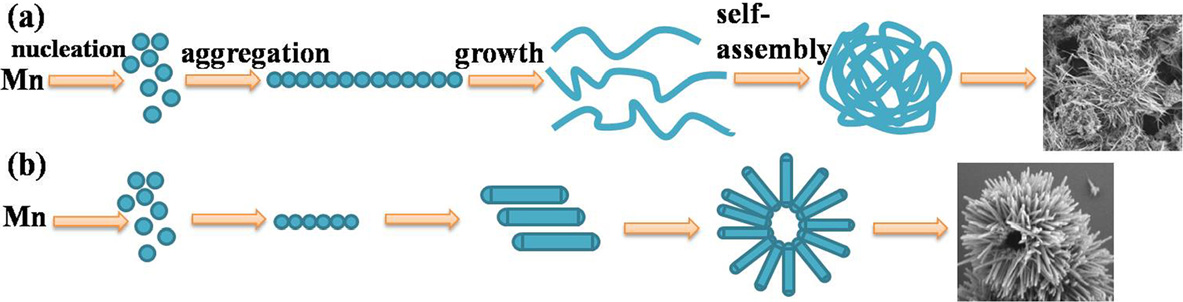 (a)
nucleation
Mn
aggregation
growth
self-
assembly
(b)
Mn